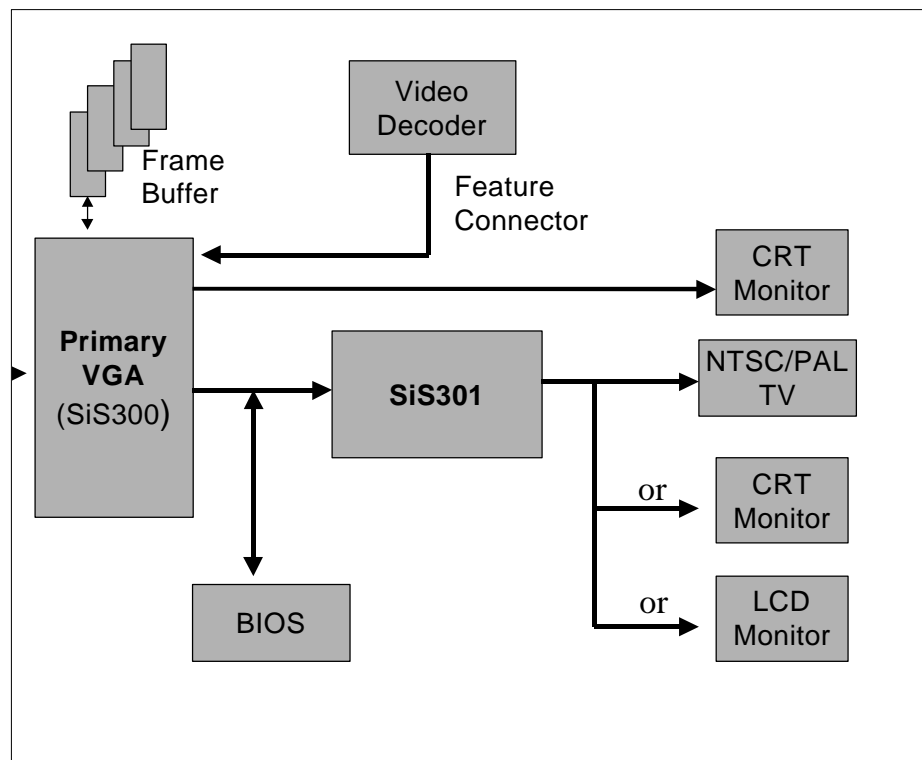 Video
Decoder
Frame
Buffer
Feature
Connector
CRT
Monitor
Primary
VGA
(SiS300)
SiS301
NTSC/PAL
TV
or
CRT
Monitor
BIOS
or
LCD
Monitor